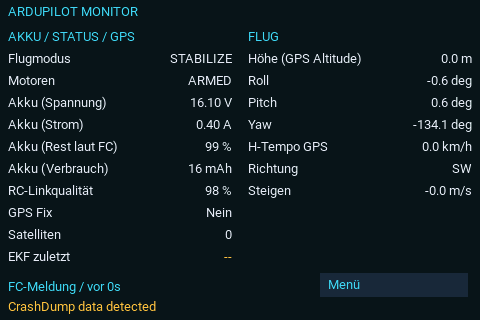 ARDUPILOT MONITOR
AKKU / STATUS / GPS
Flugmodus STABILIZE
Motoren ARMED
Akku (Spannung) 16.10 V
Akku (Strom) 0.40 A
Akku (Rest laut FC) 99 %
Akku (Verbrauch) 16 mAh
RC-Linkqualität 98 %
GPS Fix Nein
Satelliten 0
EKF zuletzt --
FLUG
Höhe (GPS Altitude) 0.0 m
Roll -0.6 deg
Pitch 0.6 deg
Yaw -134.1 deg
H-Tempo GPS 0.0 km/h
Richtung SW
Steigen -0.0 m/s
FC-Meldung / vor 0s
CrashDump data detected
Menü